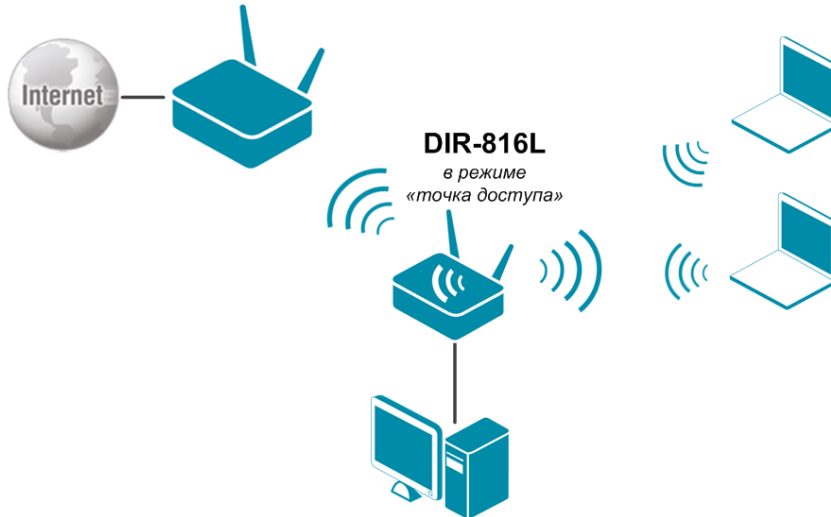 Internet
DIR-816L
в режиме
«точка доступа»